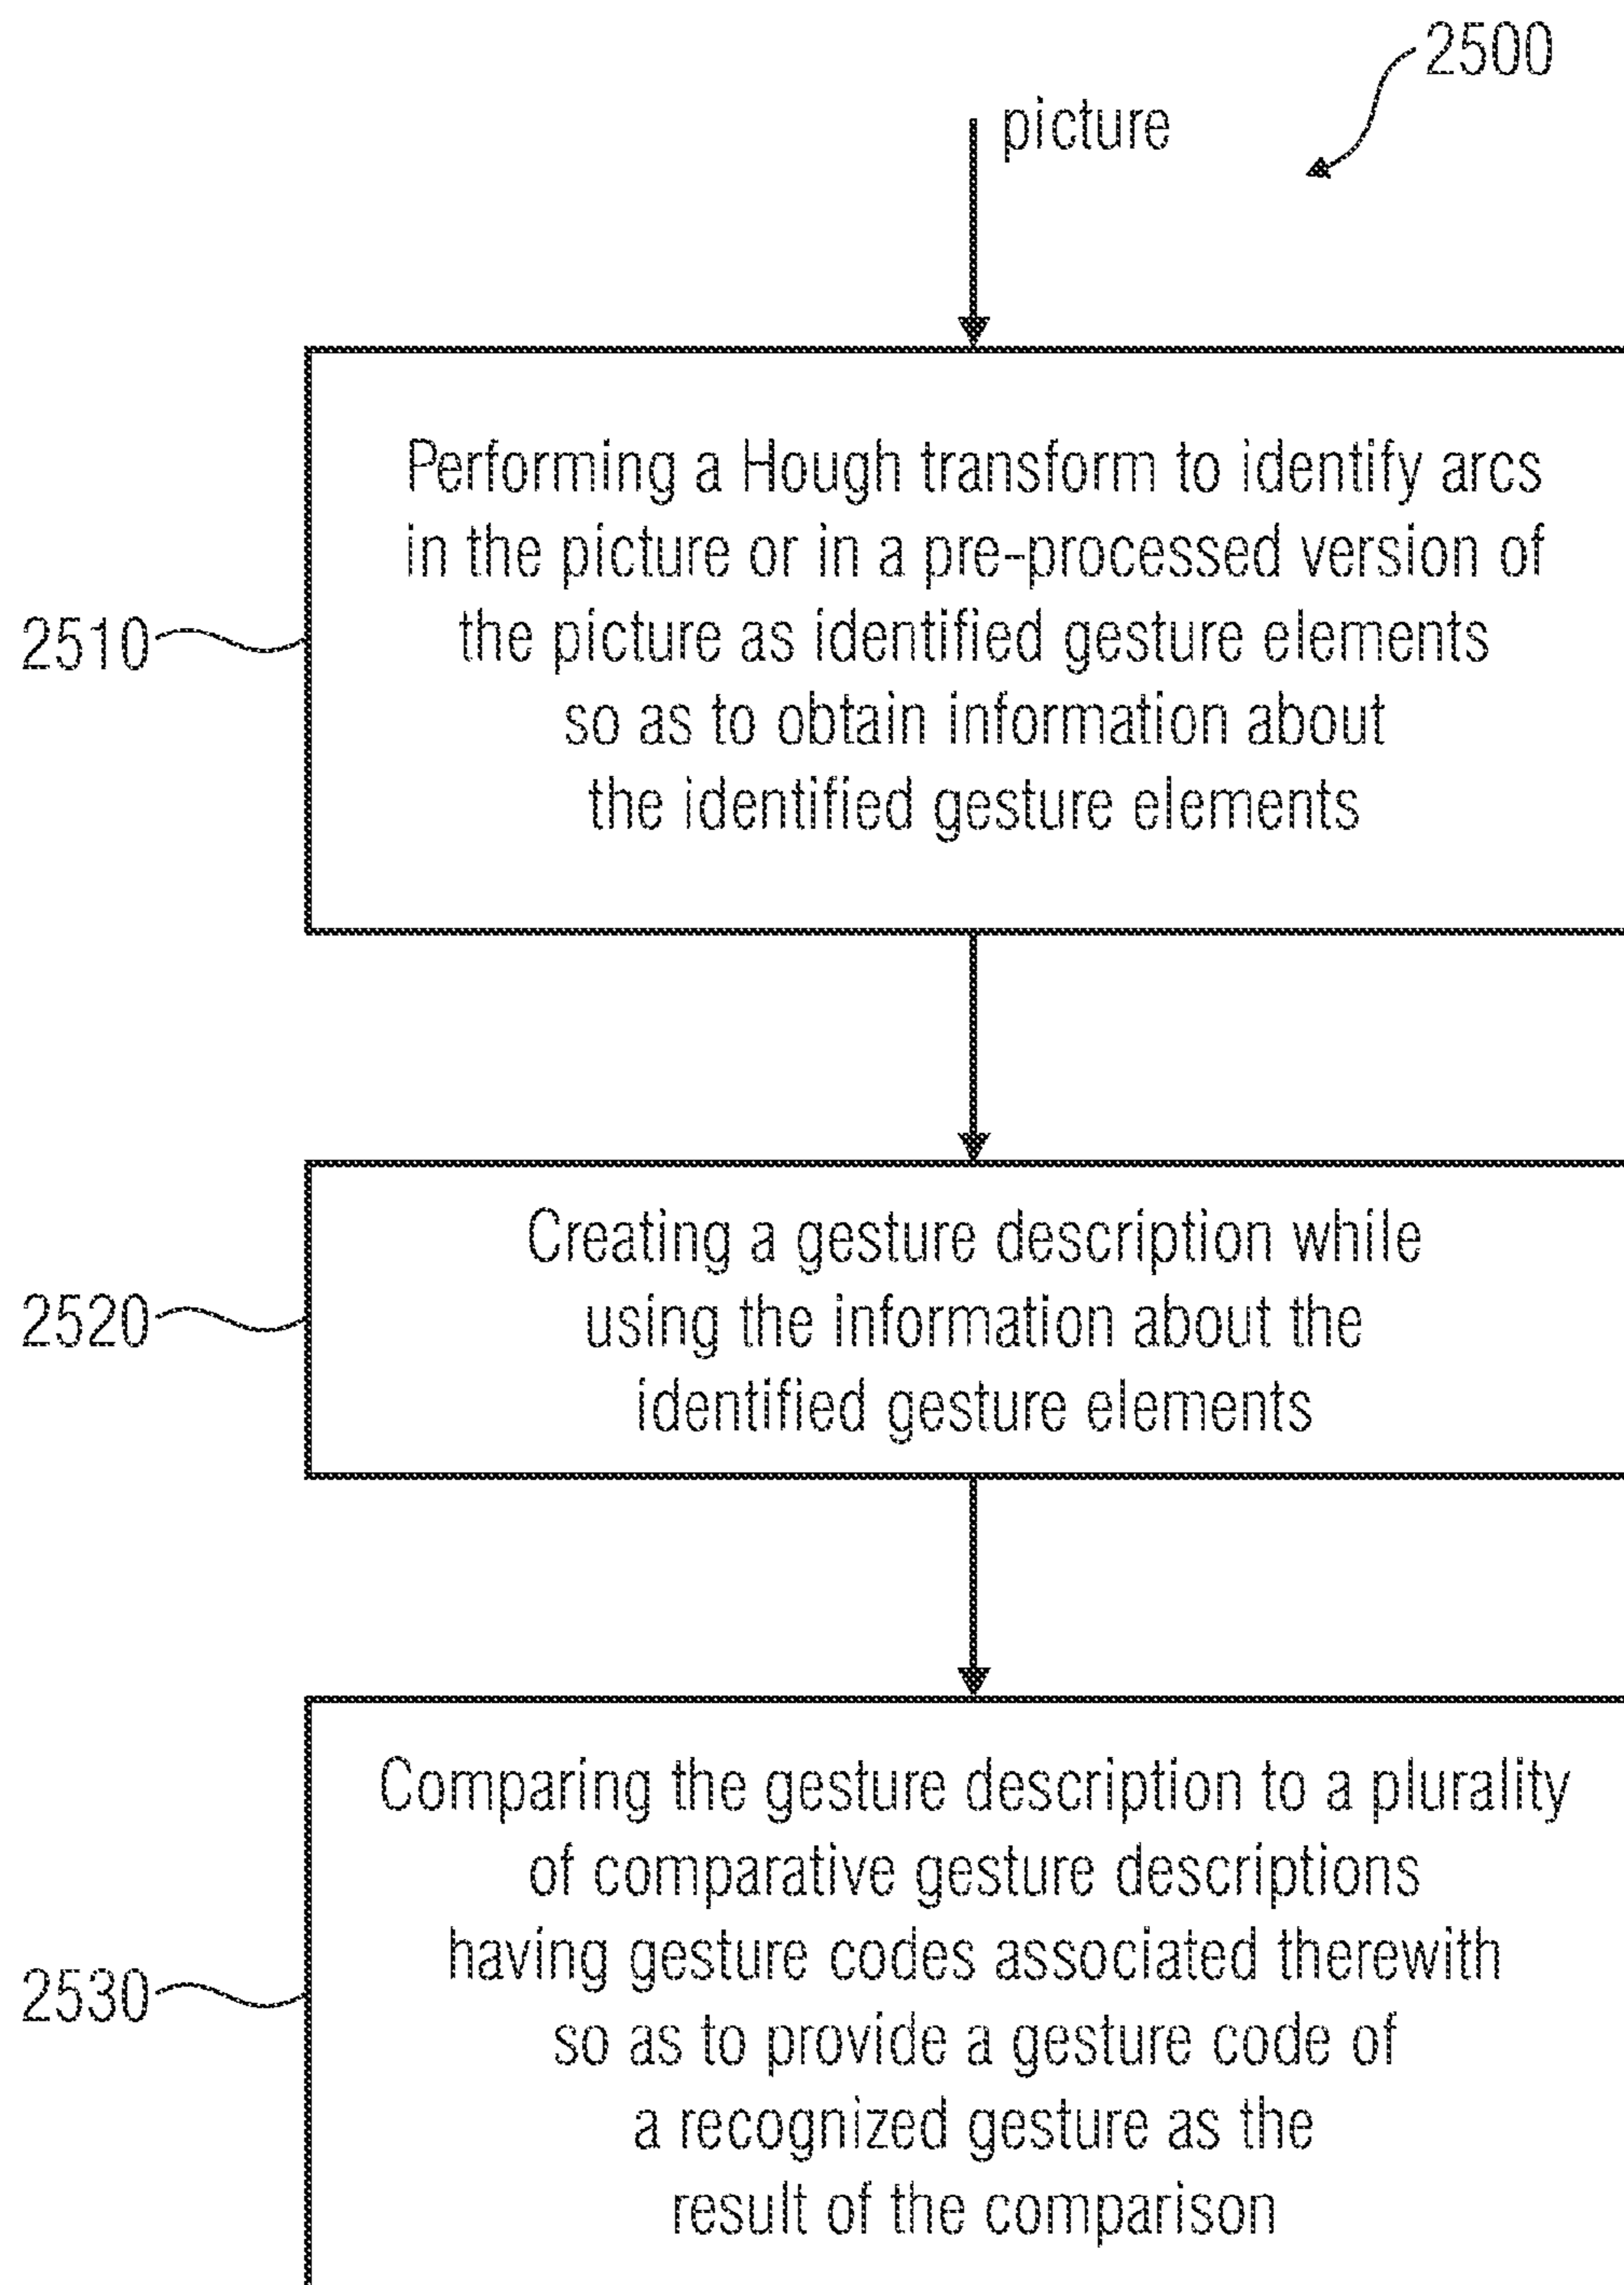 2500
picture
Performing a Hough transform to identify arcs
in the picture or in a pre-processed version of
the picture as identified gesture elements
so as to obtain information about
the identified gesture elements
2510
Creating a gesture description while
using the information about the
identified gesture elements
2520
Comparing the gesture description to a plurality
of comparative gesture descriptions
having gesture codes associated therewith
so as to provide a gesture code of
a recognized gesture as the
result of the comparison
2530